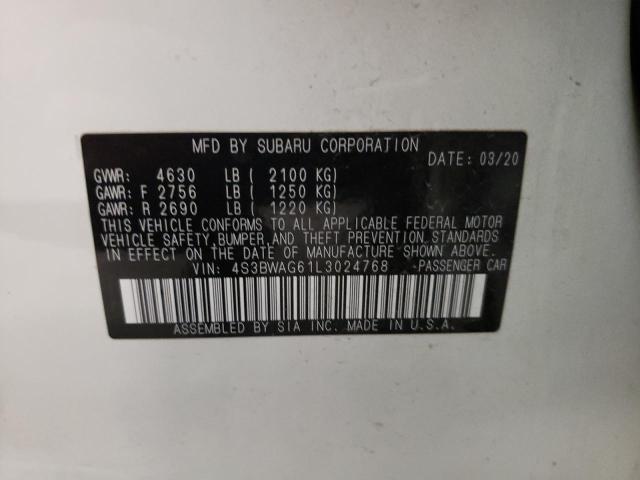 MFD BY SUBARU CORPORATION
DATE: 03/20
GVWR: 4630 LB ( 2100 KG)
GAWR: F 2756 LB ( 1250 KG)
GAWR: R 2690 LB ( 1220 KG)
THIS VEHICLE CONFORMS TO ALL APPLICABLE FEDERAL MOTOR
VEHICLE SAFETY, BUMPER, AND THEFT PREVENTION STANDARDS
IN EFFECT ON THE DATE OF MANUFACTURE SHOWN ABOVE.
VIN: 4S3BWAG61L3024768 PASSENGER CAR
ASSEMBLED BY SIA INC. MADE IN U.S.A.